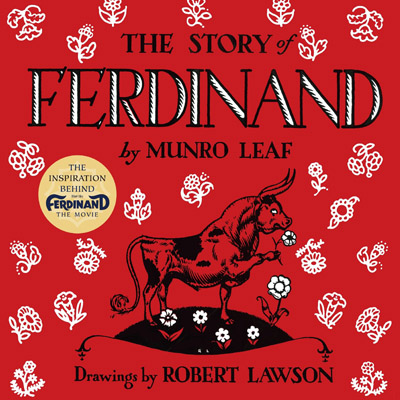 THE STORY of
FERDINAND
by MUNRO LEAF
THE
INSPIRATION
BEHIND
FERDINAND
THE MOVIE
Drawings by ROBERT LAWSON